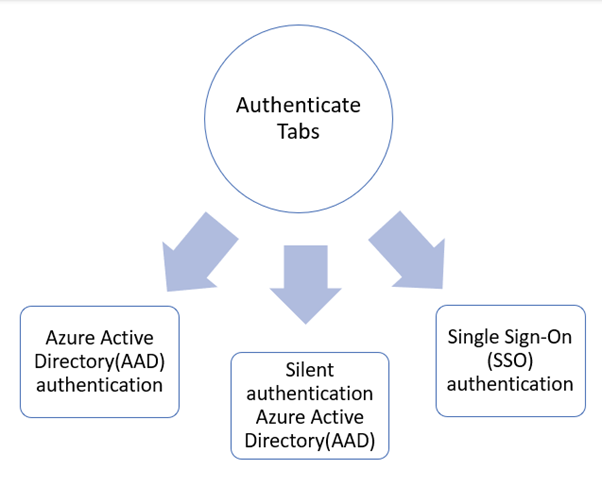 Authenticate
Tabs
Azure Active
Directory(AAD)
authentication
Silent
authentication
Azure Active
Directory(AAD)
Single Sign-On
(SSO)
authentication